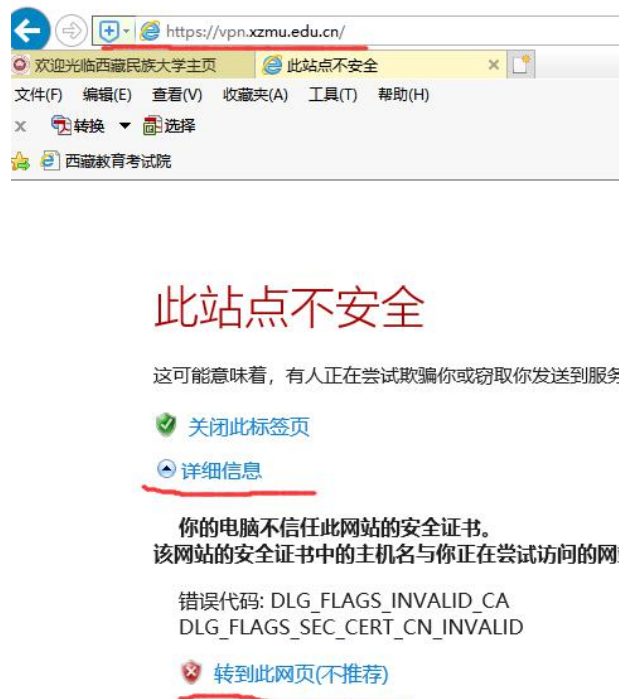 https://vpn.xzmu.edu.cn/
欢迎光临西藏民族大学主页 此站点不安全 ×
文件(F) 编辑(E) 查看(V) 收藏夹(A) 工具(T) 帮助(H)
x 转换 选择
西藏教育考试院
此站点不安全
这可能意味着，有人正在尝试欺骗你或窃取你发送到服务
关闭此标签页
详细信息
你的电脑不信任此网站的安全证书。
该网站的安全证书中的主机名与你正在尝试访问的网
错误代码: DLG_FLAGS_INVALID_CA
DLG_FLAGS_SEC_CERT_CN_INVALID
转到此网页(不推荐)